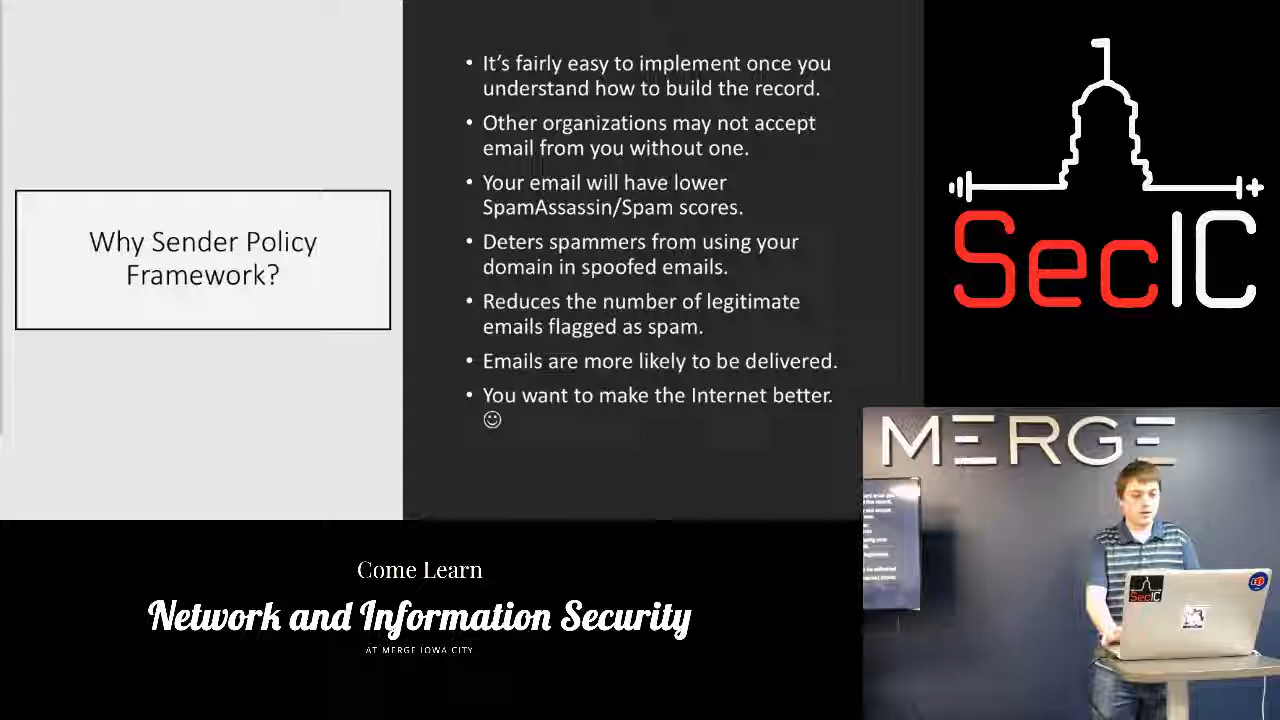 Why Sender Policy
Framework?
• It’s fairly easy to implement once you
understand how to build the record.
• Other organizations may not accept
email from you without one.
• Your email will have lower
SpamAssassin/Spam scores.
• Deters spammers from using your
domain in spoofed emails.
• Reduces the number of legitimate
emails flagged as spam.
• Emails are more likely to be delivered.
• You want to make the Internet better.
☺
SecIC
MERGE
SecIC
Come Learn
Network and Information Security
AT MERGE IOWA CITY